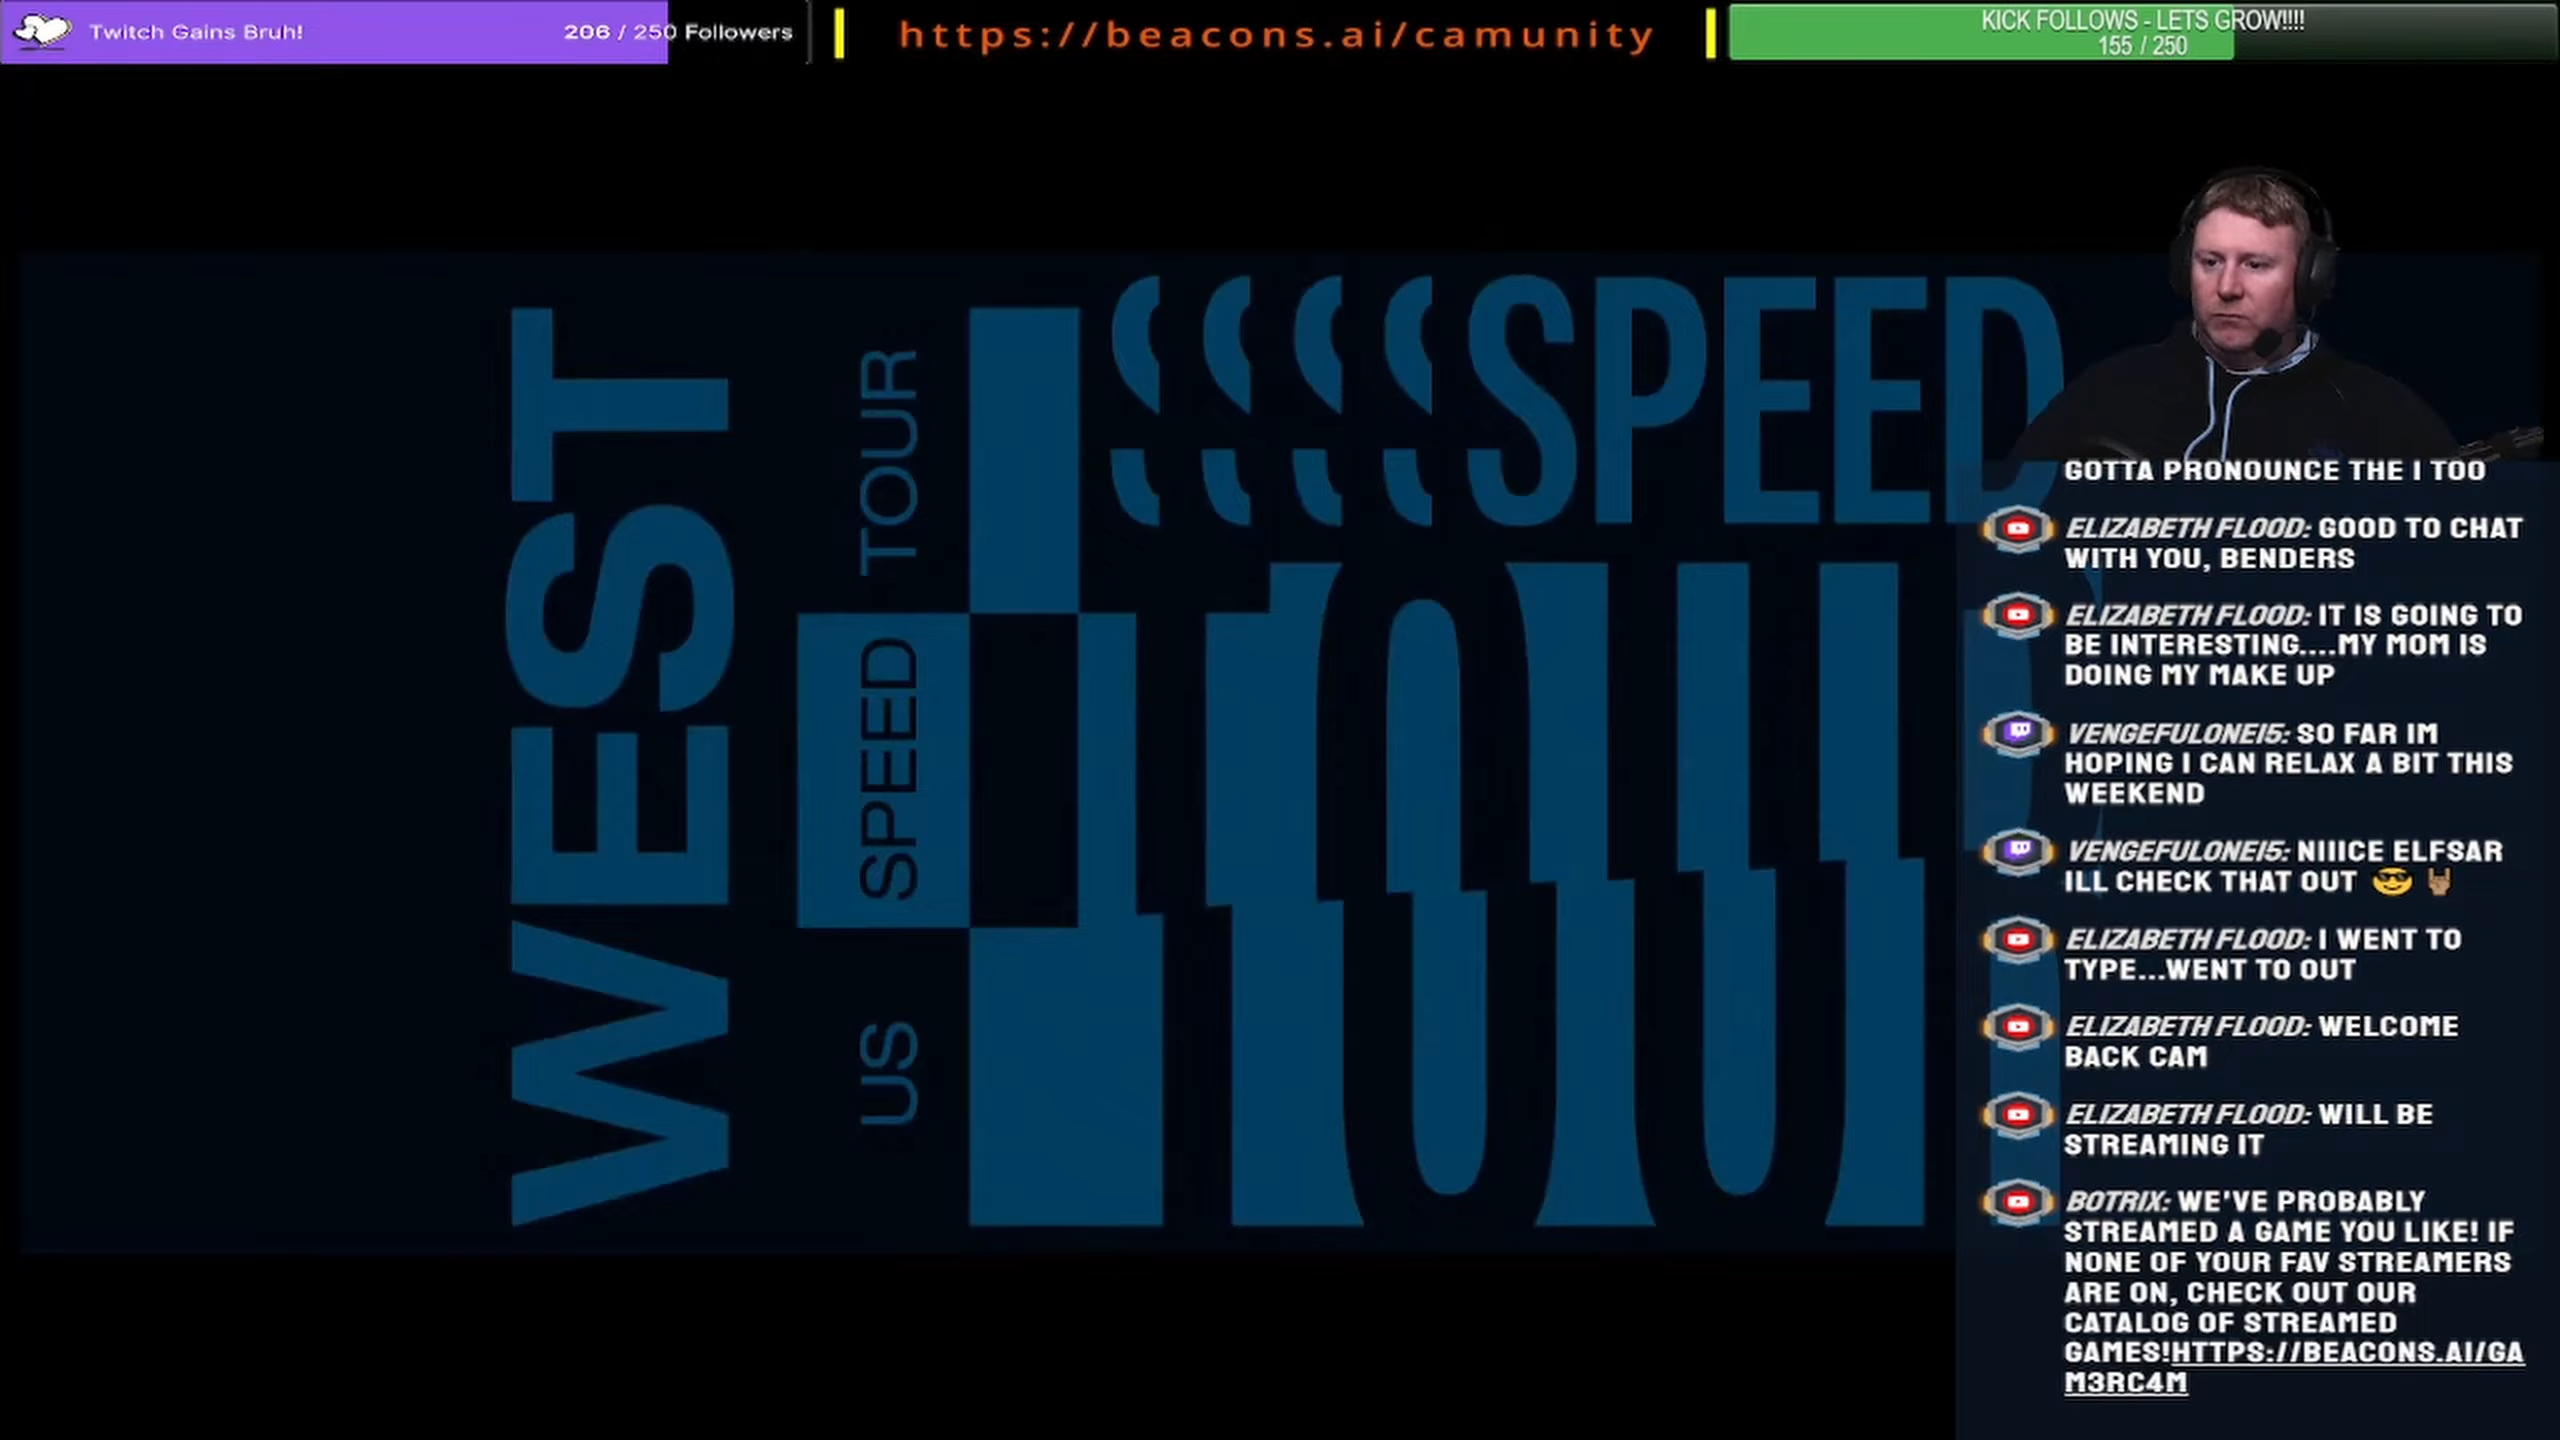 Twitch Gains Bruh!
206 / 250 Followers
https://beacons.ai/camunity
KICK FOLLOWS - LETS GROW!!!!
155 / 250
WEST
US SPEED TOUR
SPEED
GOTTA PRONOUNCE THE I TOO
ELIZABETH FLOOD: GOOD TO CHAT
WITH YOU, BENDERS
ELIZABETH FLOOD: IT IS GOING TO
BE INTERESTING....MY MOM IS
DOING MY MAKE UP
VENGEFULONE15: SO FAR IM
HOPING I CAN RELAX A BIT THIS
WEEKEND
VENGEFULONE15: NIIICE ELFSAR
ILL CHECK THAT OUT 😎 🤘🏽
ELIZABETH FLOOD: I WENT TO
TYPE...WENT TO OUT
ELIZABETH FLOOD: WELCOME
BACK CAM
ELIZABETH FLOOD: WILL BE
STREAMING IT
BOTRIX: WE'VE PROBABLY
STREAMED A GAME YOU LIKE! IF
NONE OF YOUR FAV STREAMERS
ARE ON, CHECK OUT OUR
CATALOG OF STREAMED
GAMES!HTTPS://BEACONS.AI/GA
M3RC4M